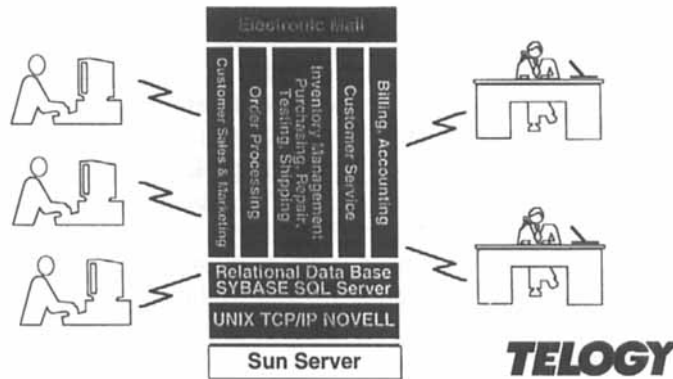 Electronic Mail
Customer Sales & Marketing
Order Processing
Inventory Management
Purchasing, Repair,
Testing, Shipping
Customer Service
Billing, Accounting
Relational Data Base
SYBASE SQL Server
UNIX TCP/IP NOVELL
Sun Server
TELOGY